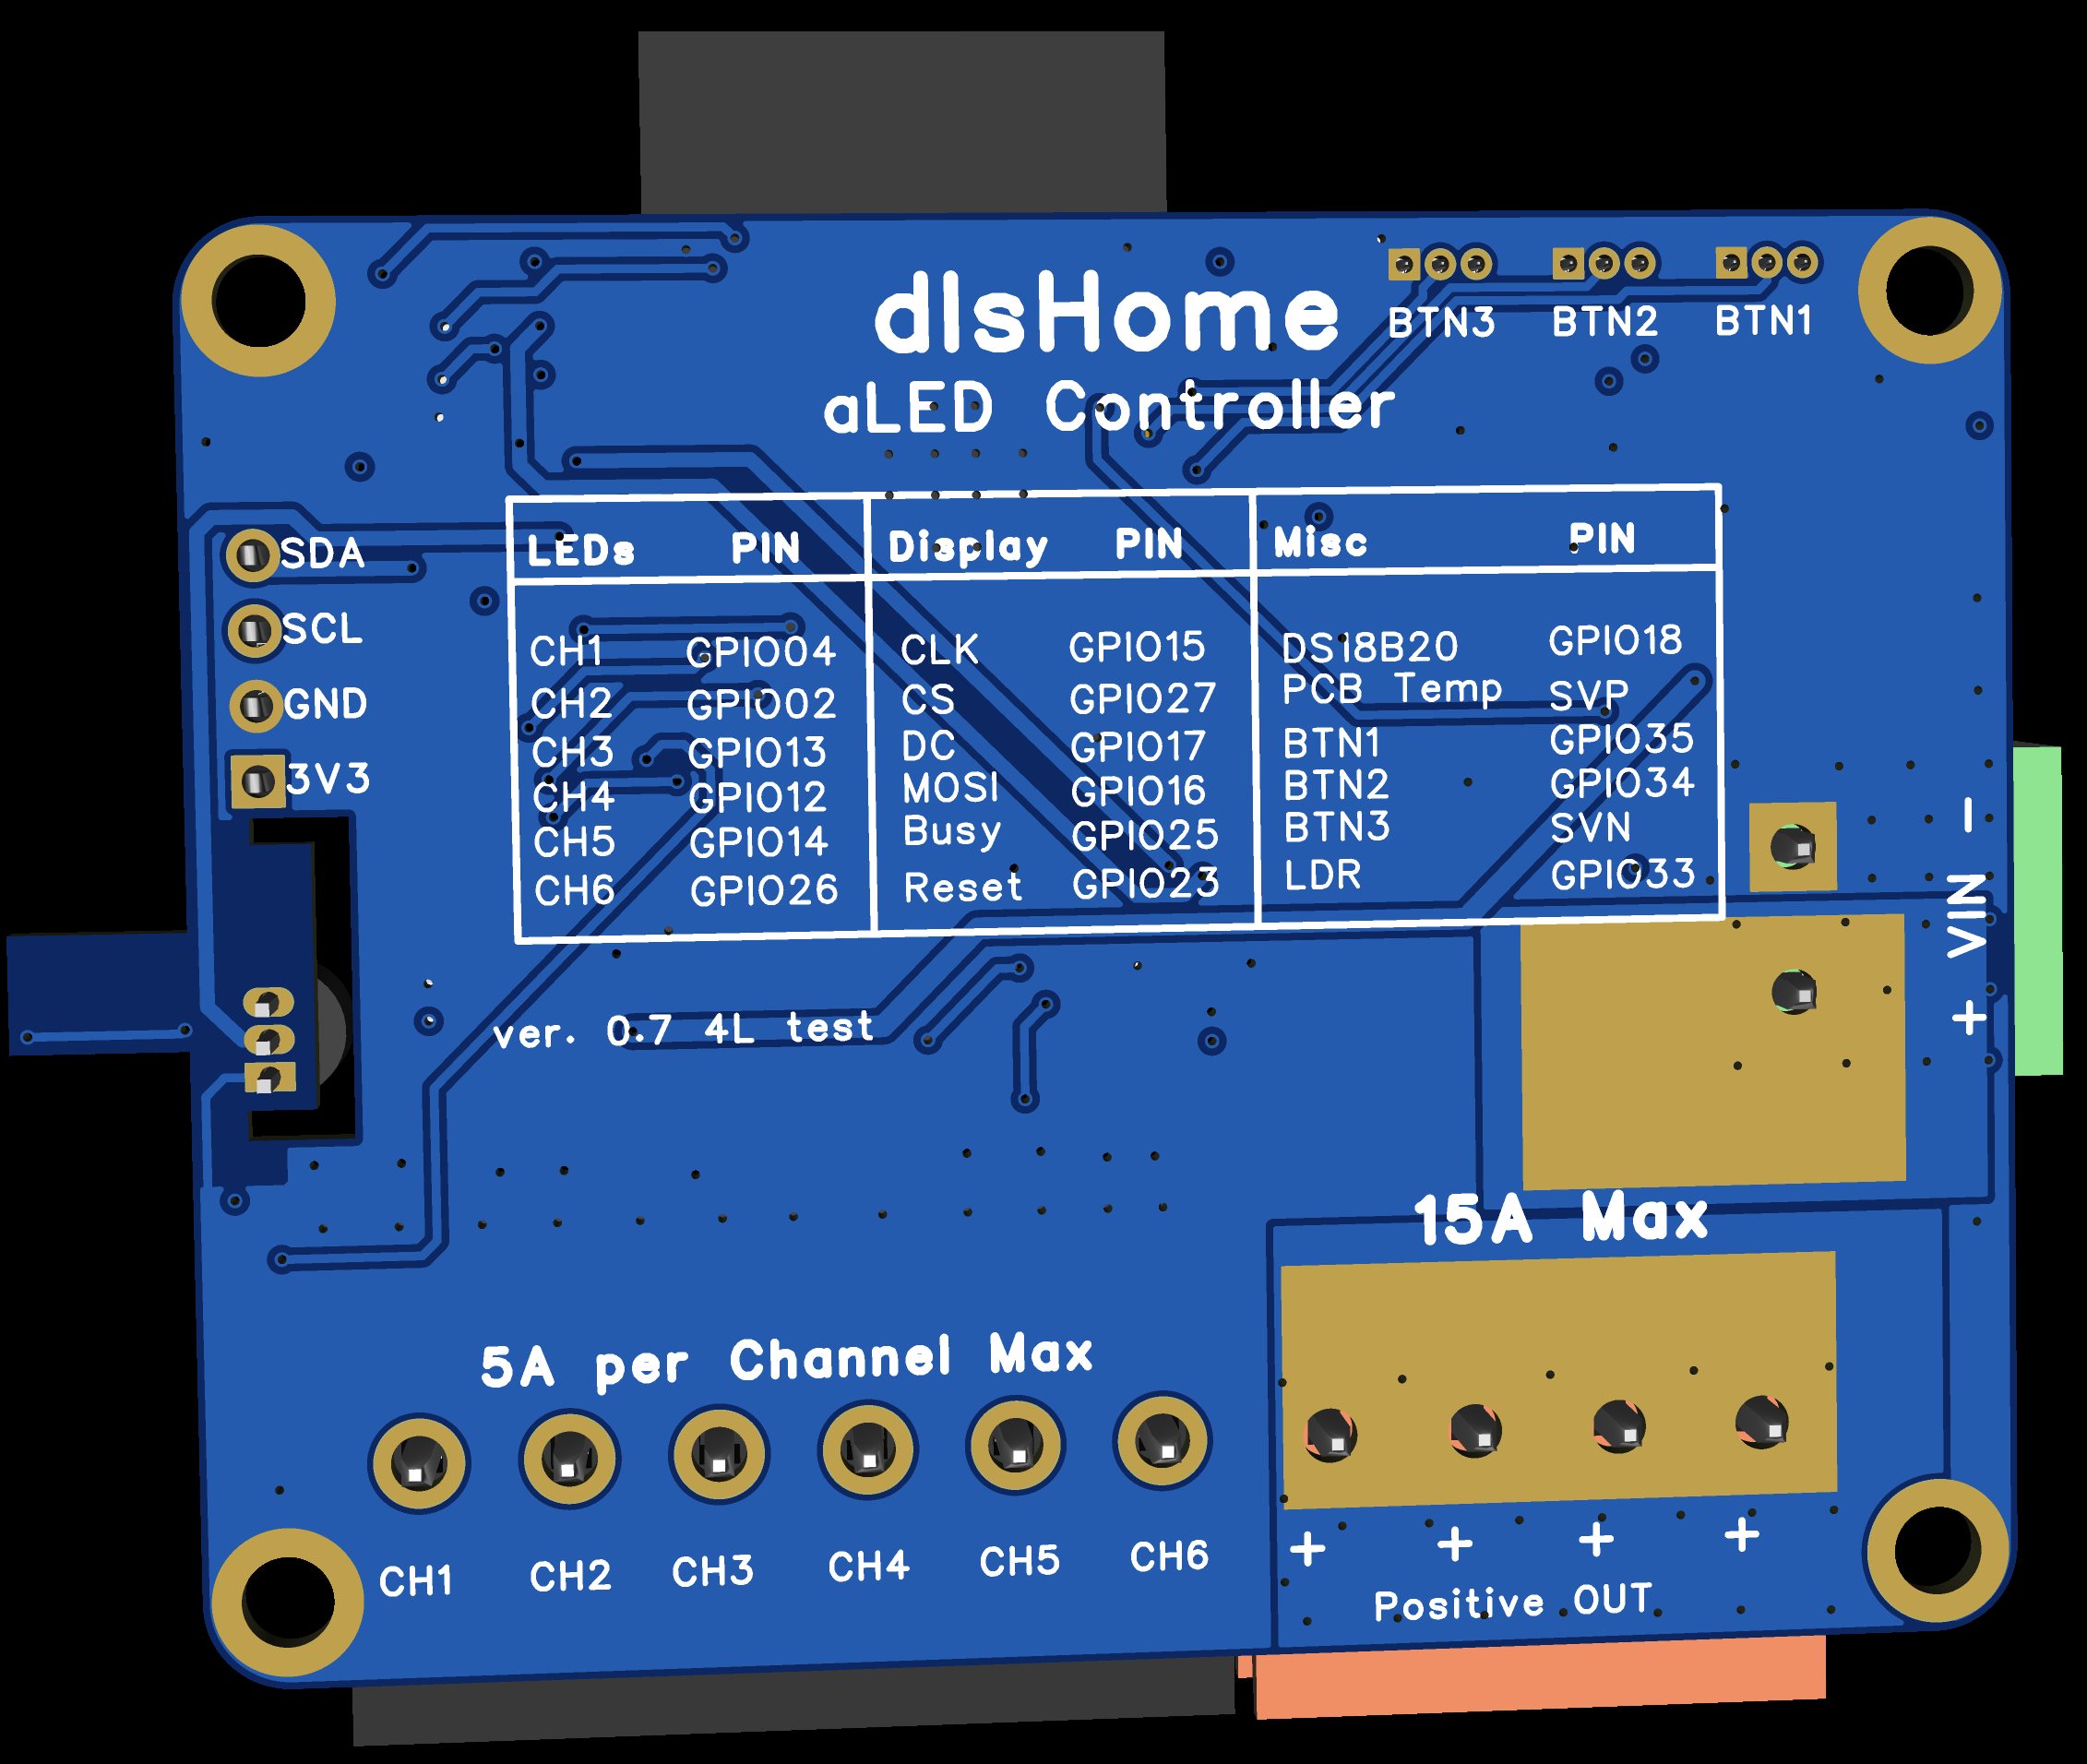 dlsHome
BTN3 BTN2 BTN1
aLED Controller
SDA
SCL
GND
3V3
LEDs PIN Display PIN Misc PIN
CH1 GPIO04 CLK GPIO15 DS18B20 GPIO18
CH2 GPIO02 CS GPIO27 PCB Temp SVP
CH3 GPIO13 DC GPIO17 BTN1 GPIO35
CH4 GPIO12 MOSI GPIO16 BTN2 GPIO34
CH5 GPIO14 Busy GPIO25 BTN3 SVN
CH6 GPIO26 Reset GPIO23 LDR GPIO33
+ VIN -
ver. 0.7 4L test
15A Max
5A per Channel Max
+ + + +
CH1 CH2 CH3 CH4 CH5 CH6
Positive OUT